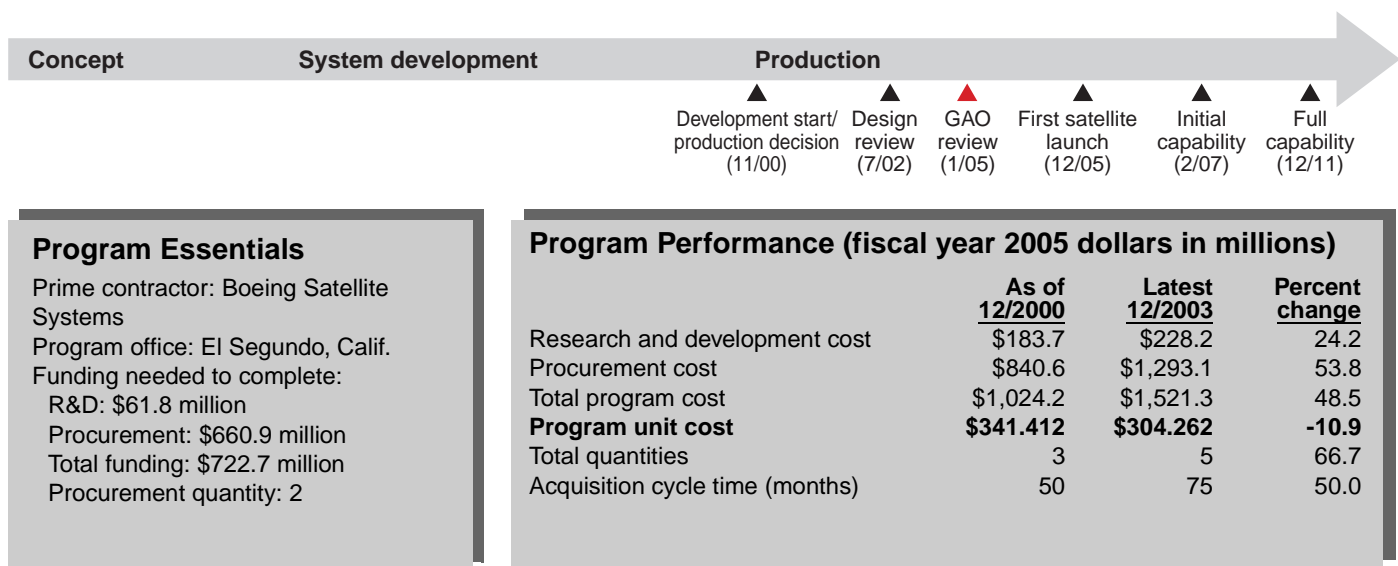 Concept System development Production
Development start/
production decision
(11/00)
Design
review
(7/02)
GAO
review
(1/05)
First satellite
launch
(12/05)
Initial
capability
(2/07)
Full
capability
(12/11)
Program Essentials
Prime contractor: Boeing Satellite
Systems
Program office: El Segundo, Calif.
Funding needed to complete:
R&D: $61.8 million
Procurement: $660.9 million
Total funding: $722.7 million
Procurement quantity: 2
Program Performance (fiscal year 2005 dollars in millions)
As of
12/2000
Latest
12/2003
Percent
change
Research and development cost $183.7 $228.2 24.2
Procurement cost $840.6 $1,293.1 53.8
Total program cost $1,024.2 $1,521.3 48.5
Program unit cost $341.412 $304.262 -10.9
Total quantities 3 5 66.7
Acquisition cycle time (months) 50 75 50.0